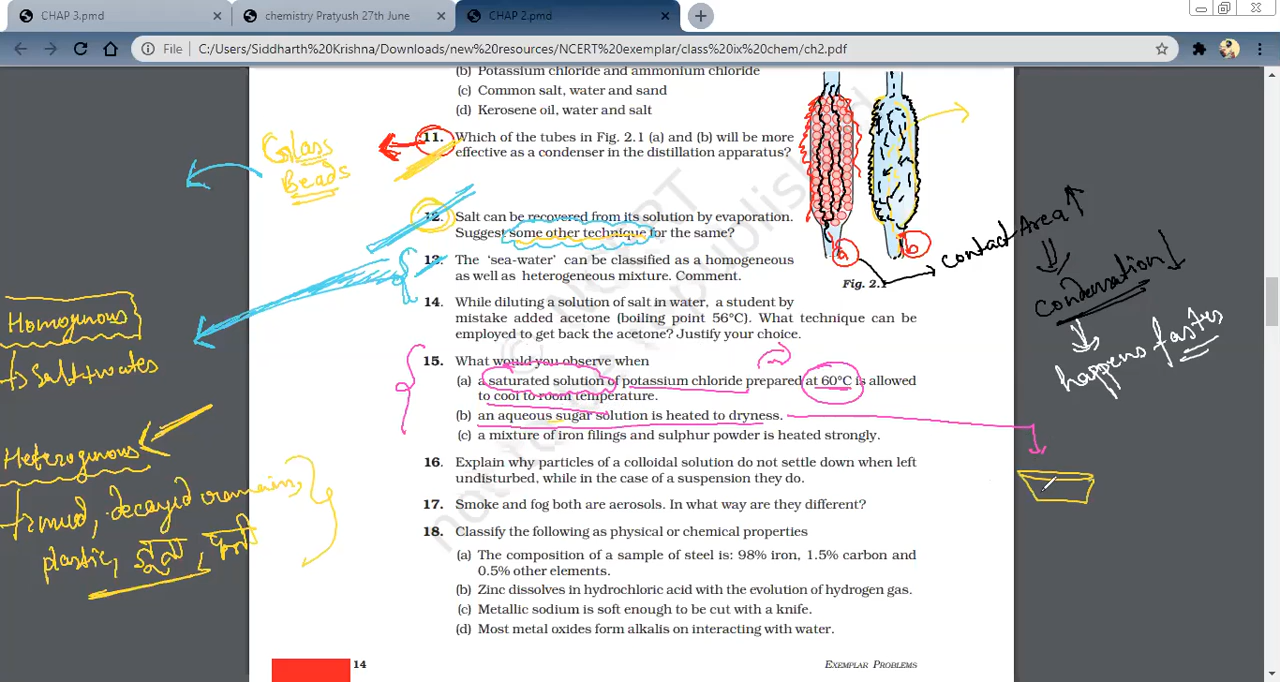 CHAP 3.pmd
chemistry Pratyush 27th June
CHAP 2.pmd
File
C:/Users/Siddharth%20Krishna/Downloads/new%20resources/NCERT%20exemplar/class%20ix%20chem/ch2.pdf
(b) Potassium chloride and ammonium chloride
(c) Common salt, water and sand
(d) Kerosene oil, water and salt
11. Which of the tubes in Fig. 2.1 (a) and (b) will be more
effective as a condenser in the distillation apparatus?
12. Salt can be recovered from its solution by evaporation.
Suggest some other technique for the same?
13. The 'sea-water' can be classified as a homogeneous
as well as heterogeneous mixture. Comment.
14. While diluting a solution of salt in water, a student by
mistake added acetone (boiling point 56°C). What technique can be
employed to get back the acetone? Justify your choice.
15. What would you observe when
(a) a saturated solution of potassium chloride prepared at 60°C is allowed
to cool to room temperature.
(b) an aqueous sugar solution is heated to dryness.
(c) a mixture of iron filings and sulphur powder is heated strongly.
16. Explain why particles of a colloidal solution do not settle down when left
undisturbed, while in the case of a suspension they do.
17. Smoke and fog both are aerosols. In what way are they different?
18. Classify the following as physical or chemical properties
(a) The composition of a sample of steel is: 98% iron, 1.5% carbon and
0.5% other elements.
(b) Zinc dissolves in hydrochloric acid with the evolution of hydrogen gas.
(c) Metallic sodium is soft enough to be cut with a knife.
(d) Most metal oxides form alkalis on interacting with water.
14
EXEMPLAR PROBLEMS
Fig. 2.1
a
b
Glass
Beads
Homogenous
Salt+water
Heterogenous
mud, decayed remain,
plastic,
contact Area
Condensation
happens faster
not to be republished
© NCERT